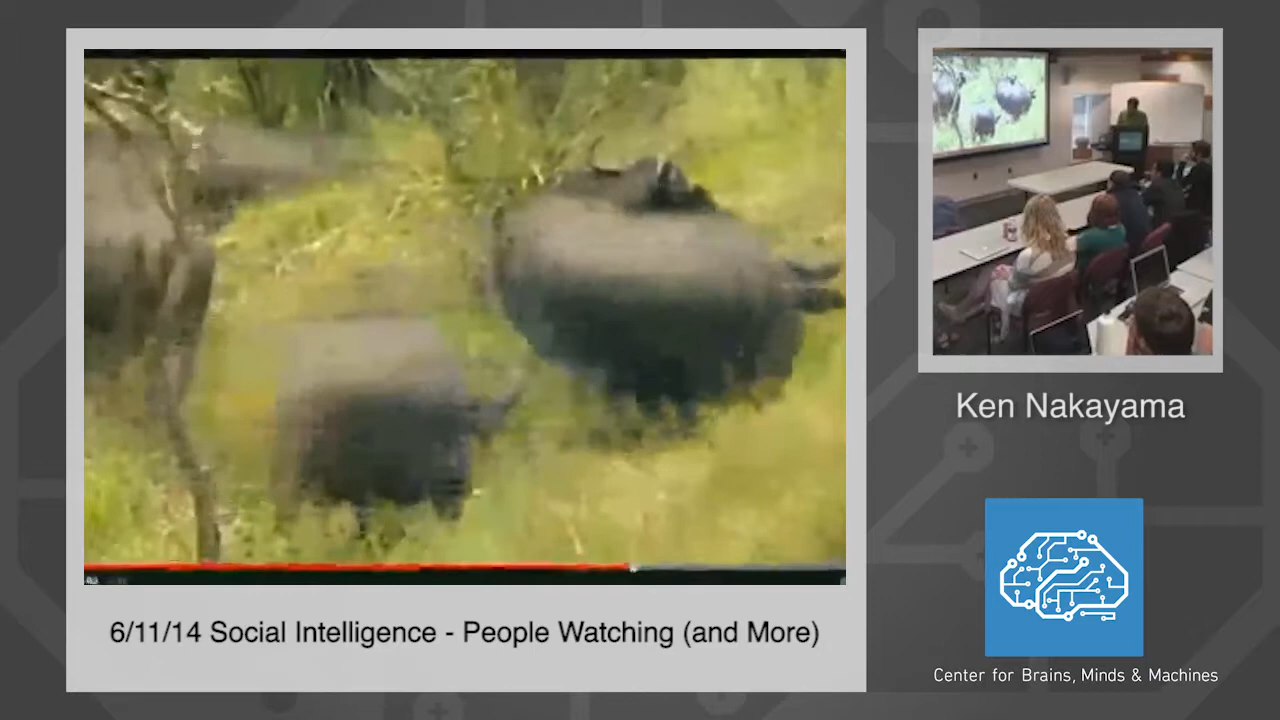 Ken Nakayama
6/11/14 Social Intelligence - People Watching (and More)
Center for Brains, Minds & Machines